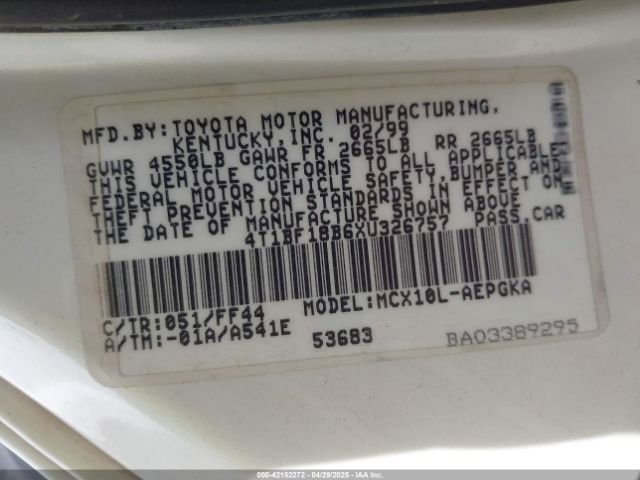 MFD.BY:TOYOTA MOTOR MANUFACTURING,
KENTUCKY,INC. 02/99
GVWR 4550LB GAWR FR 2665LB RR 2665LB
THIS VEHICLE CONFORMS TO ALL APPLICABLE
FEDERAL MOTOR VEHICLE SAFETY,BUMPER,AND
THEFT PREVENTION STANDARDS IN EFFECT ON
THE DATE OF MANUFACTURE SHOWN ABOVE
4T1BF18B6XU326757 PASS.CAR
C/TR:051/FF44 MODEL:MCX10L-AEPGKA
A/TM:-01A/A541E 53683 BA03389295
000-42152272 - 04/29/2025 - IAAI, Inc.